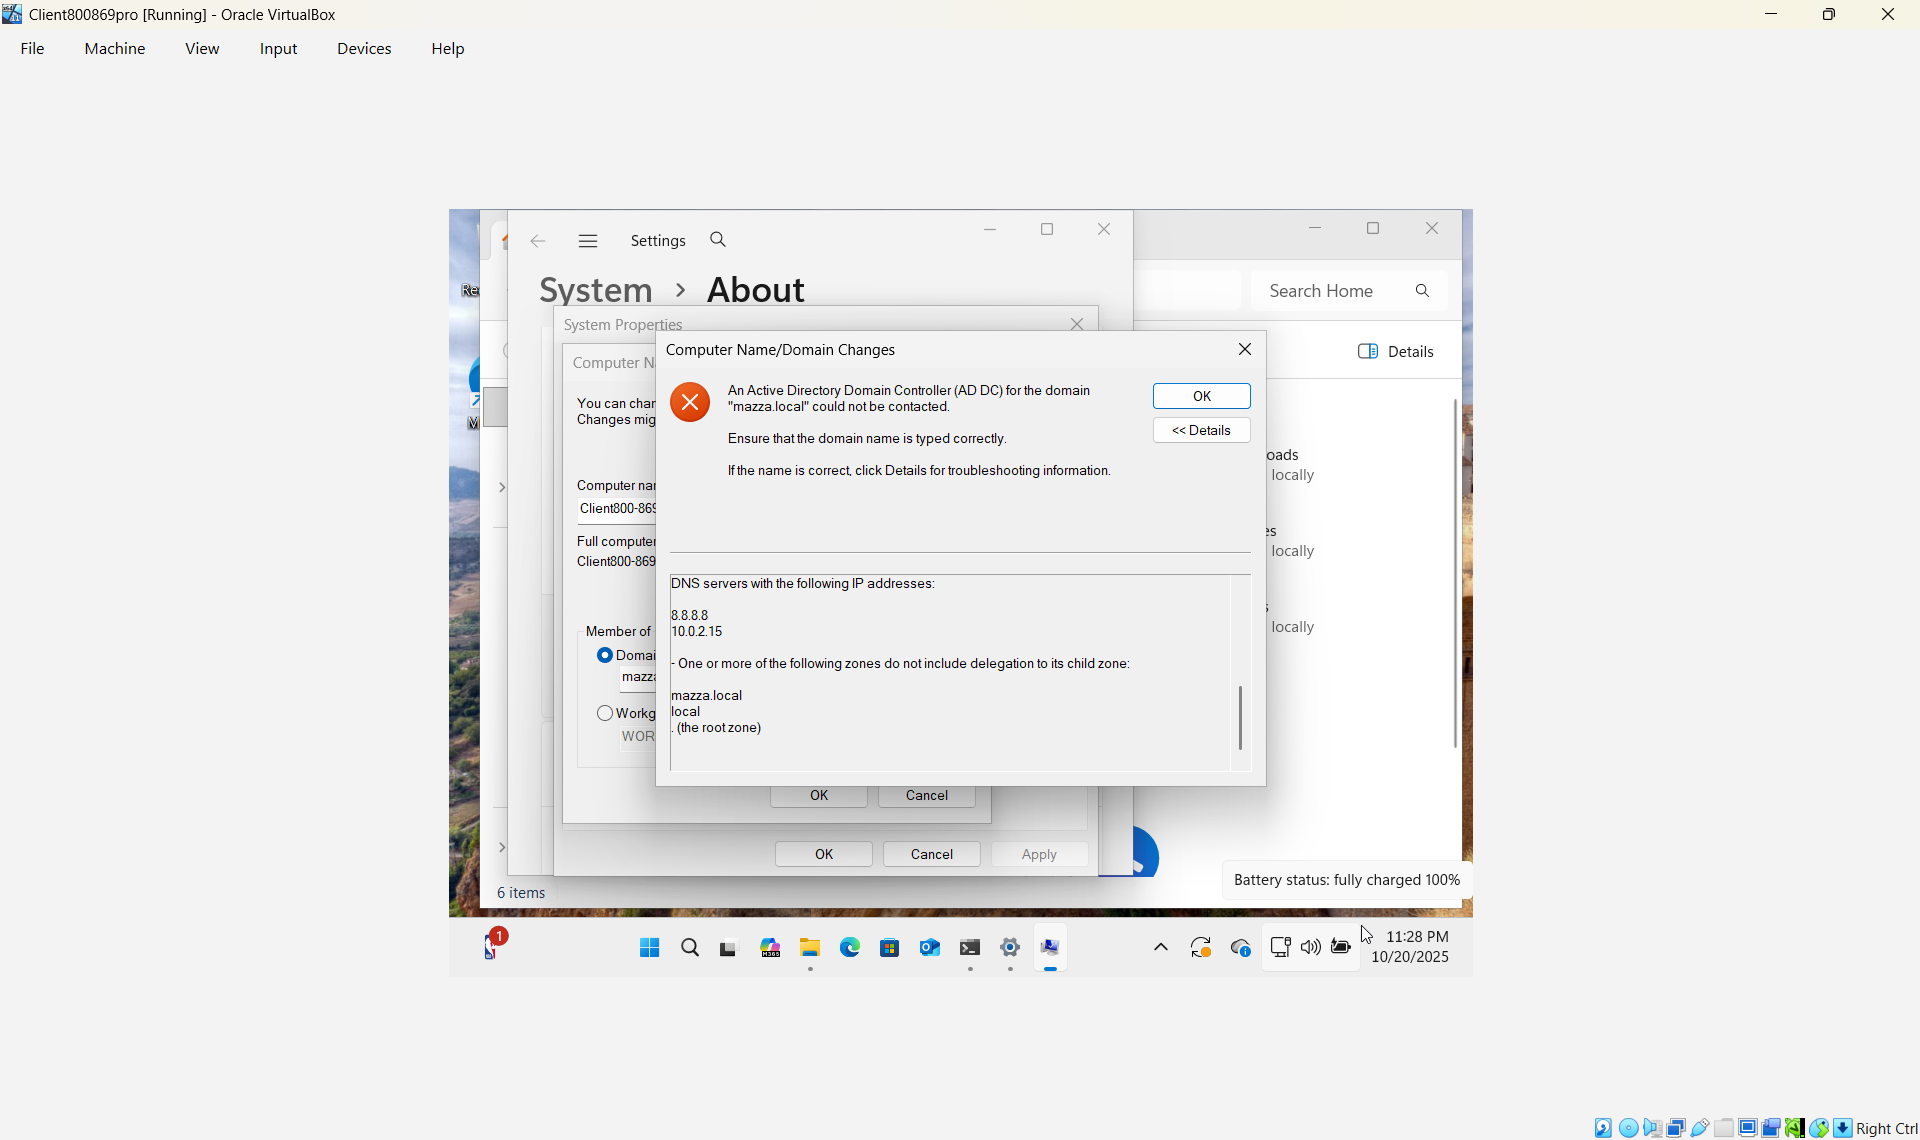 Client800869pro [Running] - Oracle VirtualBox
File Machine View Input Devices Help
Settings
System > About
Search Home
System Properties
Details
Computer Name/Domain Changes
An Active Directory Domain Controller (AD DC) for the domain
"mazza.local" could not be contacted.
Ensure that the domain name is typed correctly.
If the name is correct, click Details for troubleshooting information.
OK
<< Details
DNS servers with the following IP addresses:
8.8.8.8
10.0.2.15
- One or more of the following zones do not include delegation to its child zone:
mazza.local
local
. (the root zone)
Computer N
You can chan
Changes mig
Computer nan
Client800-869
Full computer
Client800-869
Member of
Domai
mazza
Workg
WOR
OK Cancel
OK Cancel Apply
oads
locally
es
locally
s
locally
6 items
Battery status: fully charged 100%
1
M365
11:28 PM
10/20/2025
Right Ctrl